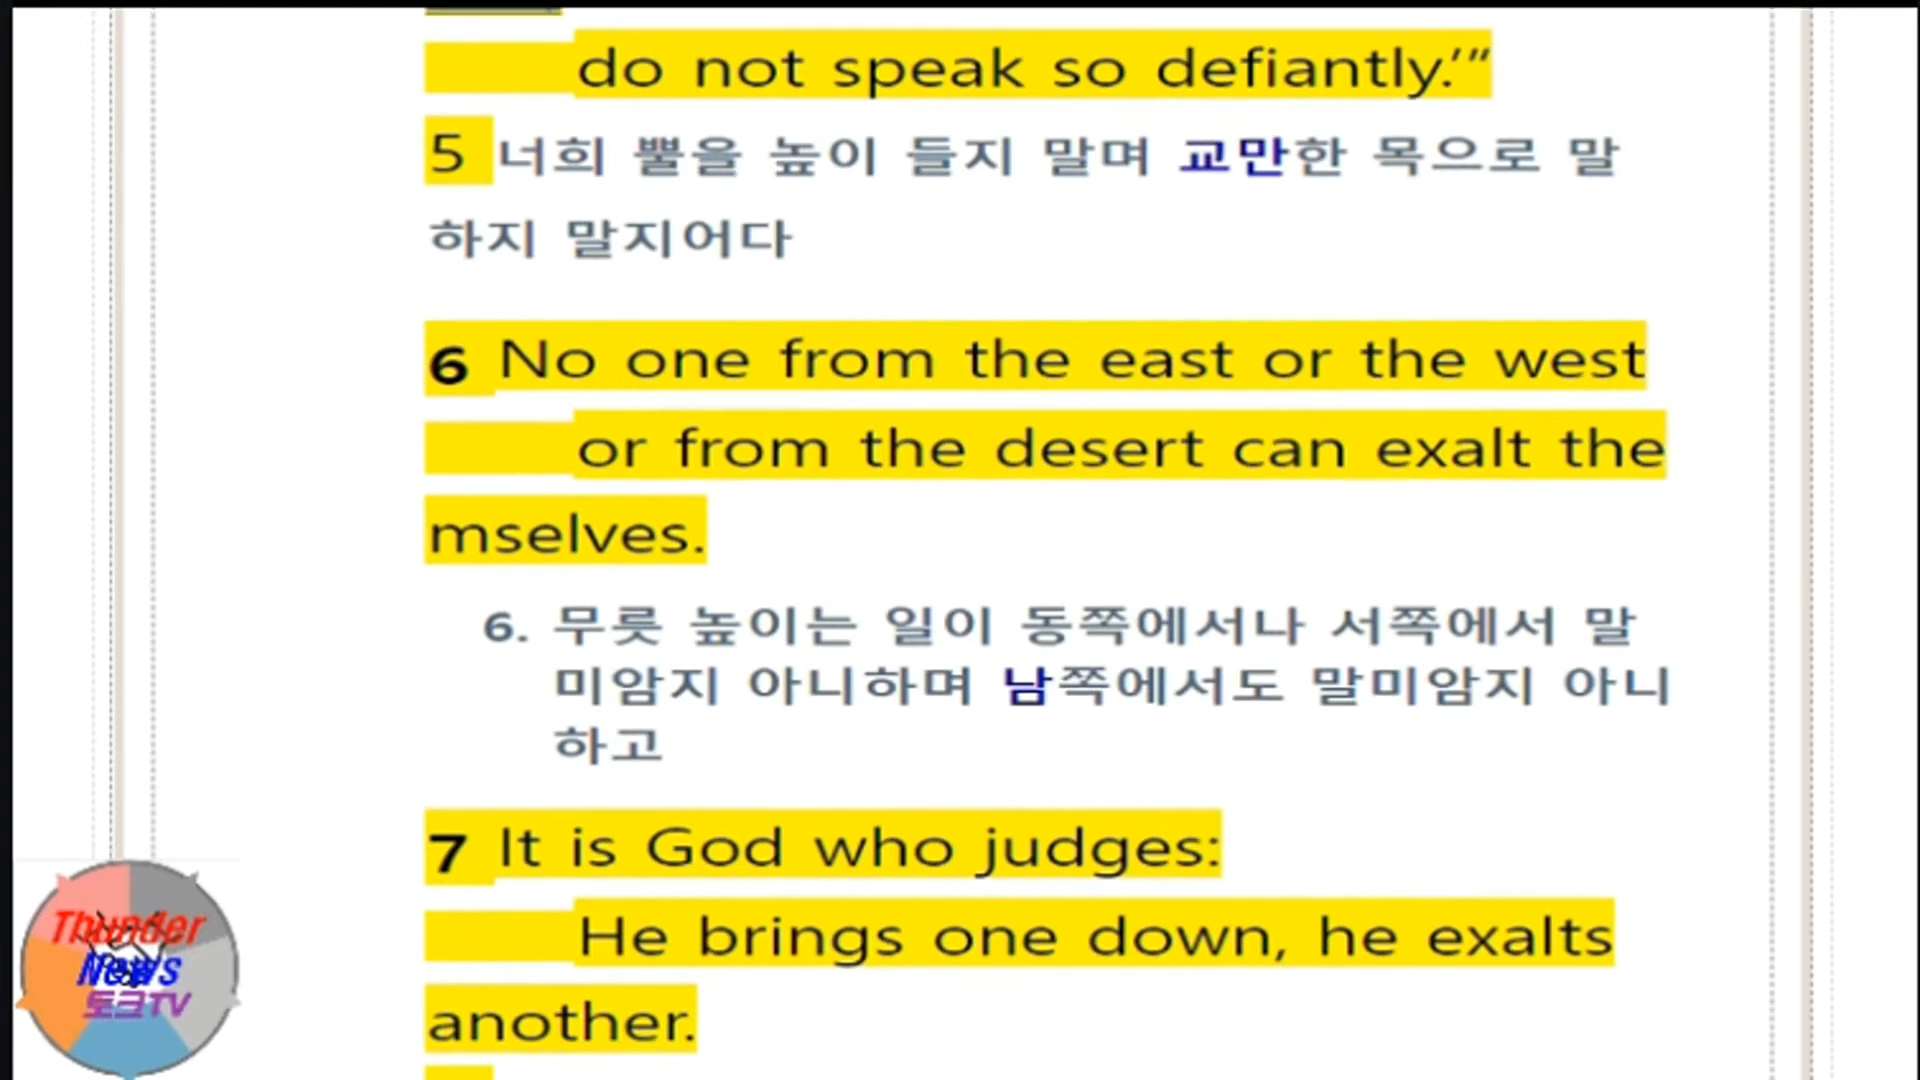 do not speak so defiantly.’”
5 너희 뿔을 높이 들지 말며 교만한 목으로 말
하지 말지어다
6 No one from the east or the west
or from the desert can exalt the
mselves.
6. 무릇 높이는 일이 동쪽에서나 서쪽에서 말
미암지 아니하며 남쪽에서도 말미암지 아니
하고
7 It is God who judges:
He brings one down, he exalts
another.
Thunder
News
토크TV